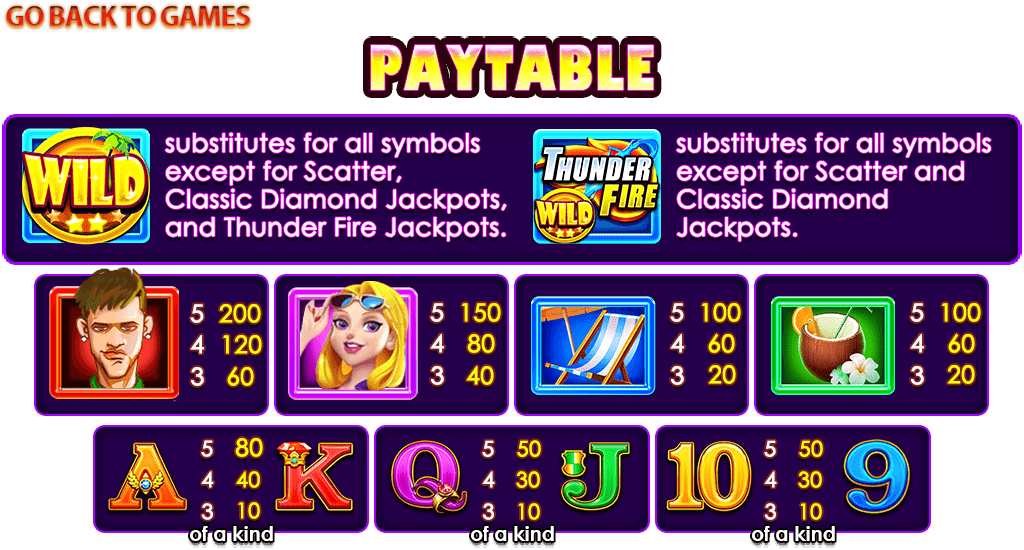 GO BACK TO GAMES
PAYTABLE
WILD
substitutes for all symbols
except for Scatter,
Classic Diamond Jackpots,
and Thunder Fire Jackpots.
THUNDER
FIRE
WILD
substitutes for all symbols
except for Scatter and
Classic Diamond
Jackpots.
5 200
4 120
3 60
5 150
4 80
3 40
5 100
4 60
3 20
5 100
4 60
3 20
A
5 80
4 40
3 10
K
of a kind
Q
5 50
4 30
3 10
J
of a kind
10
5 50
4 30
3 10
9
of a kind